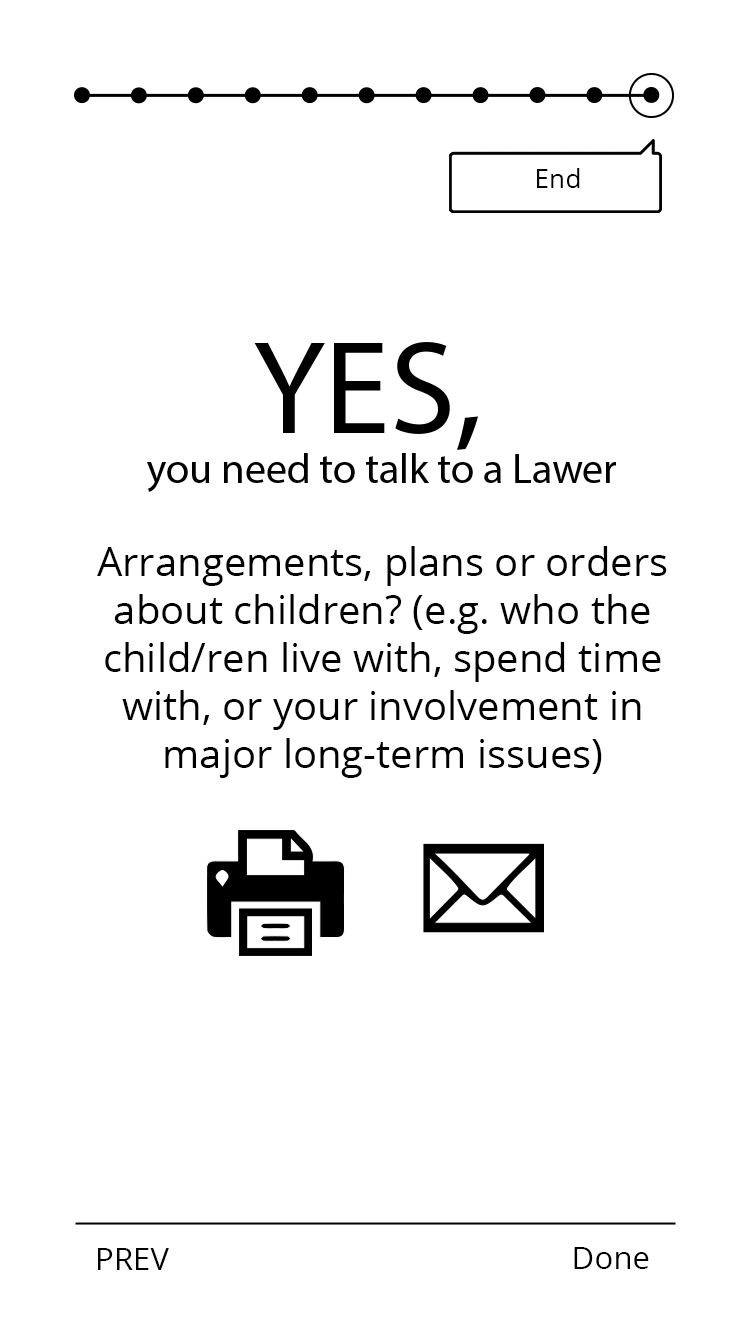 End
YES,
you need to talk to a Lawer
Arrangements, plans or orders
about children? (e.g. who the
child/ren live with, spend time
with, or your involvement in
major long-term issues)
PREV
Done